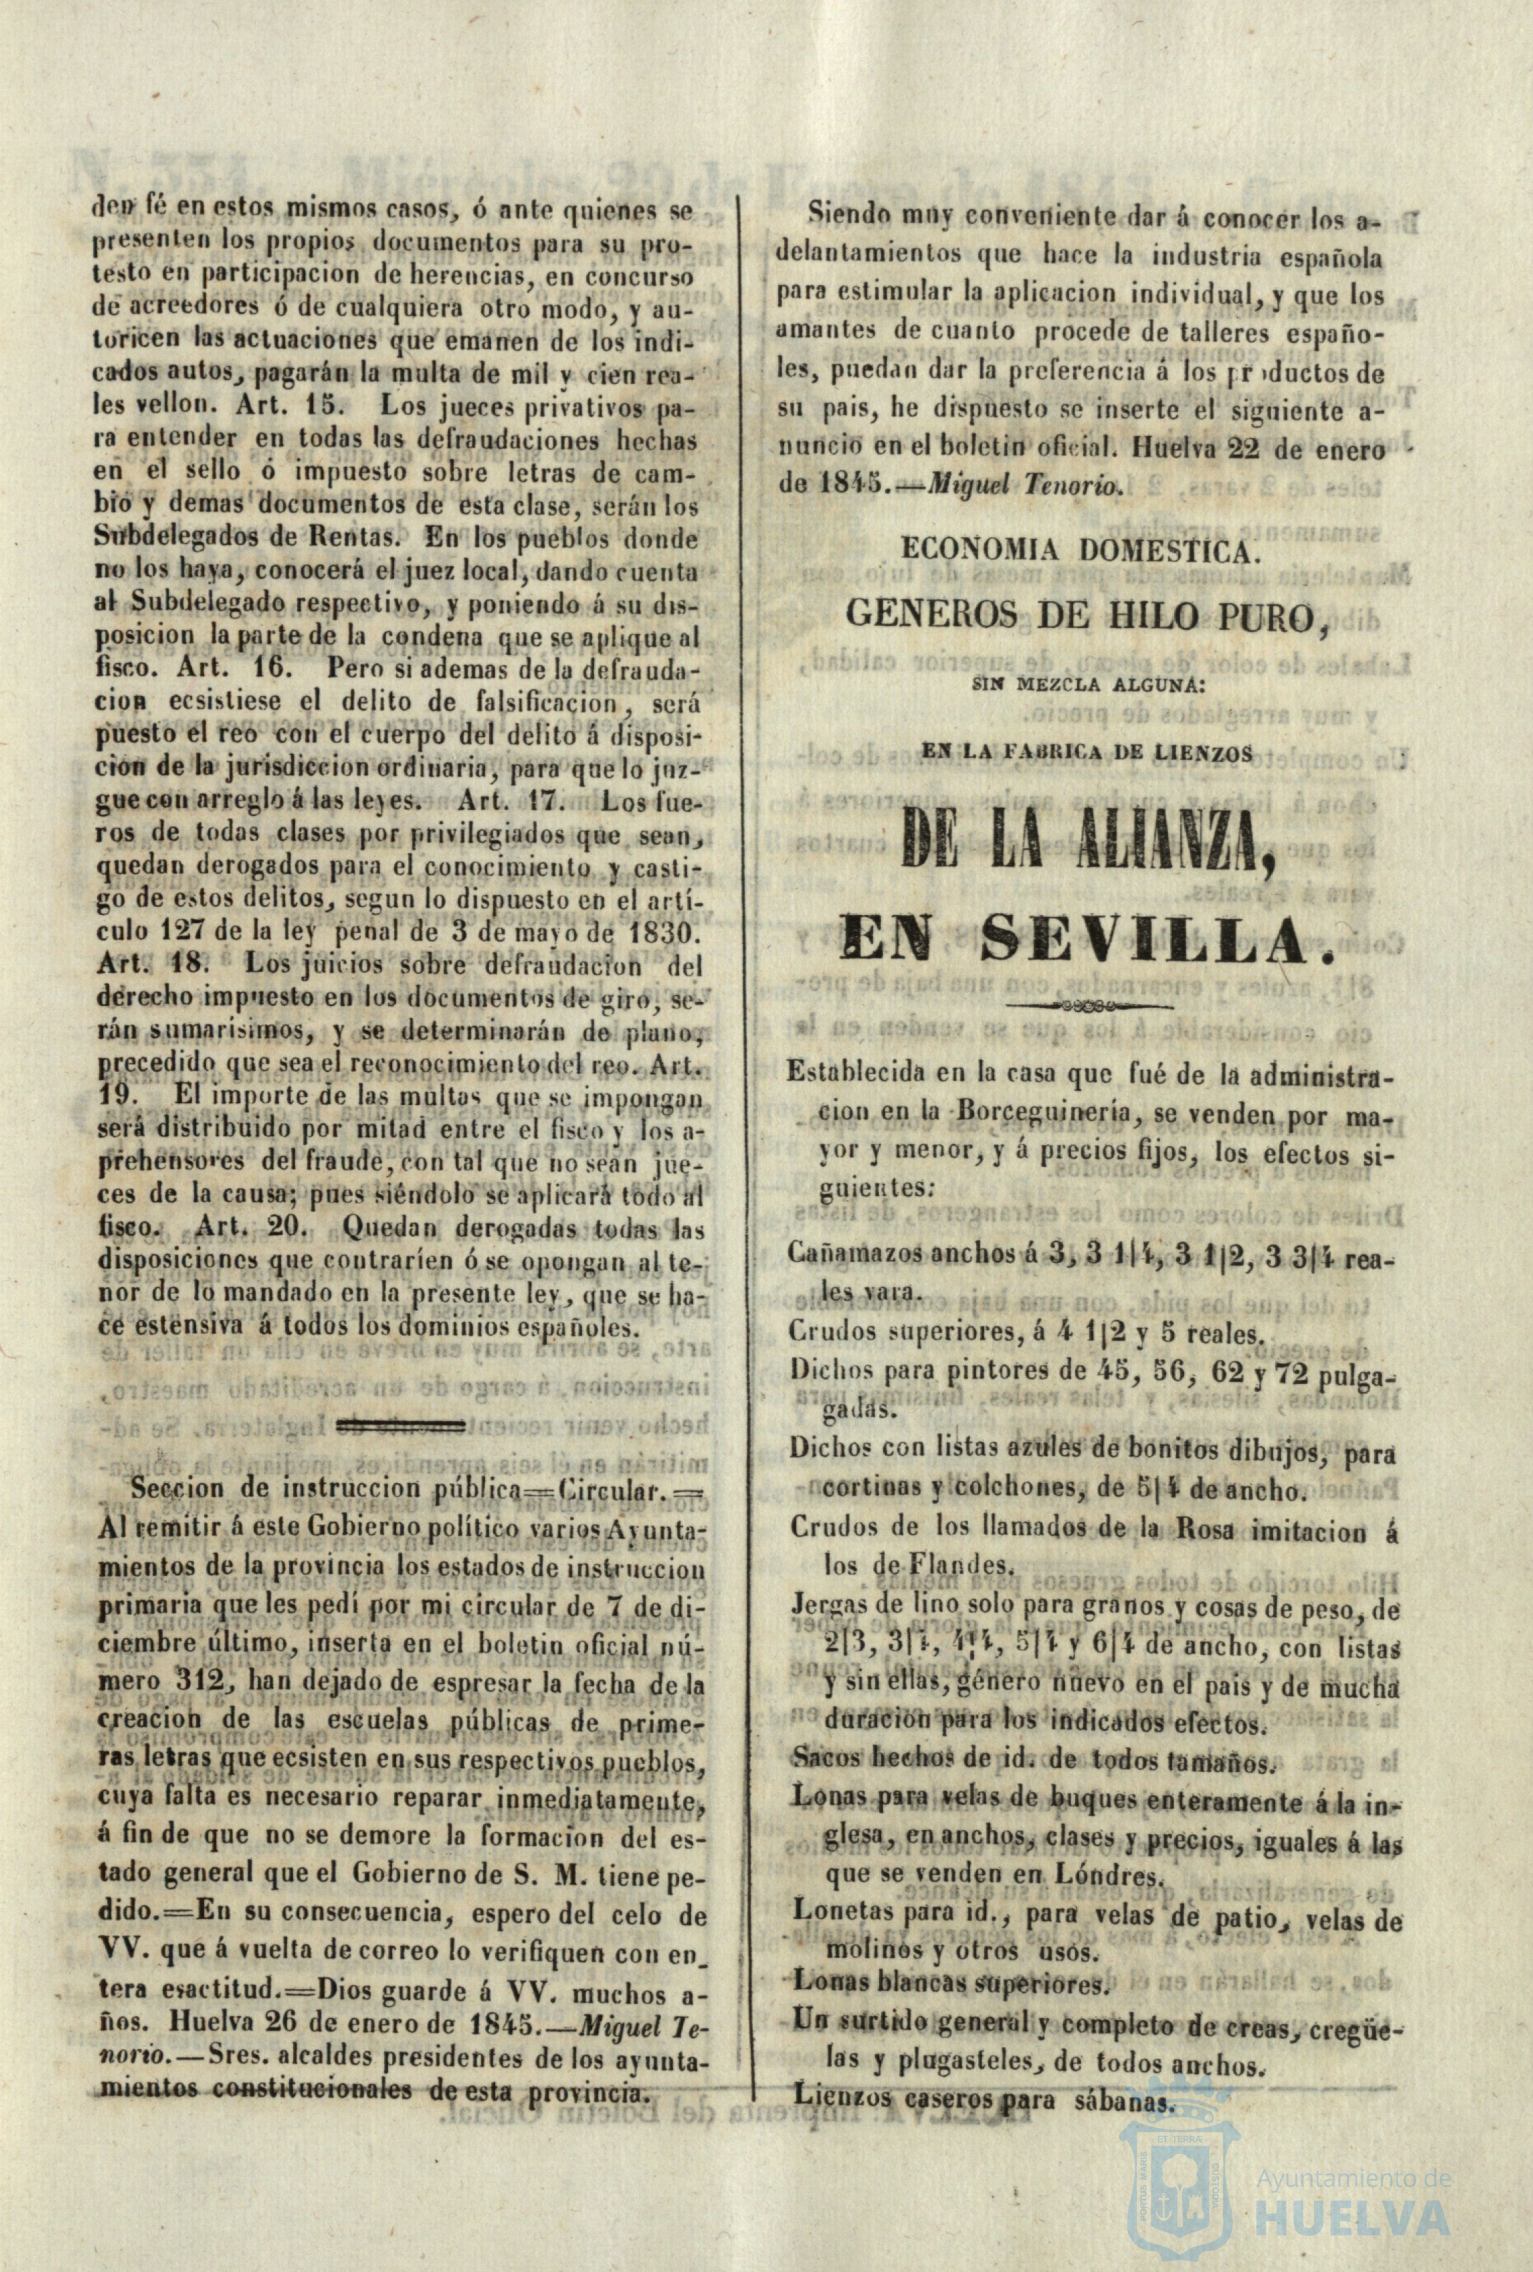 den fé en estos mismos casos, ó ante quienes se
presenten los propios documentos para su pro-
testo en participacion de herencias, en concurso
de acreedores ó de cualquiera otro modo, y au-
toricen las actuaciones que emanen de los indi-
cados autos, pagarán la multa de mil y cien rea-
les vellon. Art. 15. Los jueces privativos pa-
ra entender en todas las defraudaciones hechas
en el sello ó impuesto sobre letras de cam-
bio y demas documentos de esta clase, serán los
Subdelegados de Rentas. En los pueblos donde
no los haya, conocerá el juez local, dando cuenta
al Subdelegado respectivo, y poniendo á su dis-
posicion la parte de la condena que se aplique al
fisco. Art. 16. Pero si ademas de la defrauda-
cion ecsistiese el delito de falsificacion, será
puesto el reo con el cuerpo del delito á disposi-
cion de la jurisdiccion ordinaria, para que lo juz-
gue con arreglo á las leyes. Art. 17. Los fue-
ros de todas clases por privilegiados que sean,
quedan derogados para el conocimiento y casti-
go de estos delitos, segun lo dispuesto en el artí-
culo 127 de la ley penal de 3 de mayo de 1830.
Art. 18. Los juicios sobre defraudacion del
derecho impuesto en los documentos de giro, se-
rán sumarisimos, y se determinarán de plano,
precedido que sea el reconocimiento del reo. Art.
19. El importe de las multas que se impongan
será distribuido por mitad entre el fisco y los a-
prehensores del fraude, con tal que no sean jue-
ces de la causa; pues siéndolo se aplicará todo al
fisco. Art. 20. Quedan derogadas todas las
disposiciones que contraríen ó se opongan al te-
nor de lo mandado en la presente ley, que se ha-
ce estensiva á todos los dominios españoles.
Seccion de instruccion pública=Circular.=
Al remitir á este Gobierno político varios Ayunta-
mientos de la provincia los estados de instruccion
primaria que les pedí por mi circular de 7 de di-
ciembre último, inserta en el boletin oficial nú-
mero 312, han dejado de espresar la fecha de la
creacion de las escuelas públicas de prime-
ras letras que ecsisten en sus respectivos pueblos,
cuya falta es necesario reparar inmediatamente,
á fin de que no se demore la formacion del es-
tado general que el Gobierno de S. M. tiene pe-
dido.=En su consecuencia, espero del celo de
VV. que á vuelta de correo lo verifiquen con en_
tera esactitud.=Dios guarde á VV. muchos a-
ños. Huelva 26 de enero de 1845.—Miguel Te-
norio.—Sres. alcaldes presidentes de los ayunta-
mientos constitucionales de esta provincia.
Siendo muy conveniente dar á conocer los a-
delantamientos que hace la industria española
para estimular la aplicacion individual, y que los
amantes de cuanto procede de talleres españo-
les, puedan dar la preferencia á los productos de
su pais, he dispuesto se inserte el siguiente a-
nuncio en el boletin oficial. Huelva 22 de enero
de 1845.—Miguel Tenorio.
ECONOMIA DOMESTICA.
GENEROS DE HILO PURO,
SIN MEZCLA ALGUNA:
EN LA FABRICA DE LIENZOS
DE LA ALIANZA,
EN SEVILLA.
Establecida en la casa que fué de la administra-
cion en la Borceguinería, se venden por ma-
yor y menor, y á precios fijos, los efectos si-
guientes:
Cañamazos anchos á 3, 3 1|4, 3 1|2, 3 3|4 rea-
les vara.
Crudos superiores, á 4 1|2 y 5 reales.
Dichos para pintores de 45, 56, 62 y 72 pulga-
gadas.
Dichos con listas azules de bonitos dibujos, para
cortinas y colchones, de 5|4 de ancho.
Crudos de los llamados de la Rosa imitacion á
los de Flandes.
Jergas de lino solo para granos y cosas de peso, de
2|3, 3|4, 4|4, 5|4 y 6|4 de ancho, con listas
y sin ellas, género nuevo en el pais y de mucha
duracion para los indicados efectos.
Sacos hechos de id. de todos tamaños.
Lonas para velas de buques enteramente á la in-
glesa, en anchos, clases y precios, iguales á las
que se venden en Lóndres.
Lonetas para id., para velas de patio, velas de
molinos y otros usos.
Lonas blancas superiores.
Un surtido general y completo de creas, cregüe-
las y plugasteles, de todos anchos.
Lienzos caseros para sábanas.
Ayuntamiento de
HUELVA